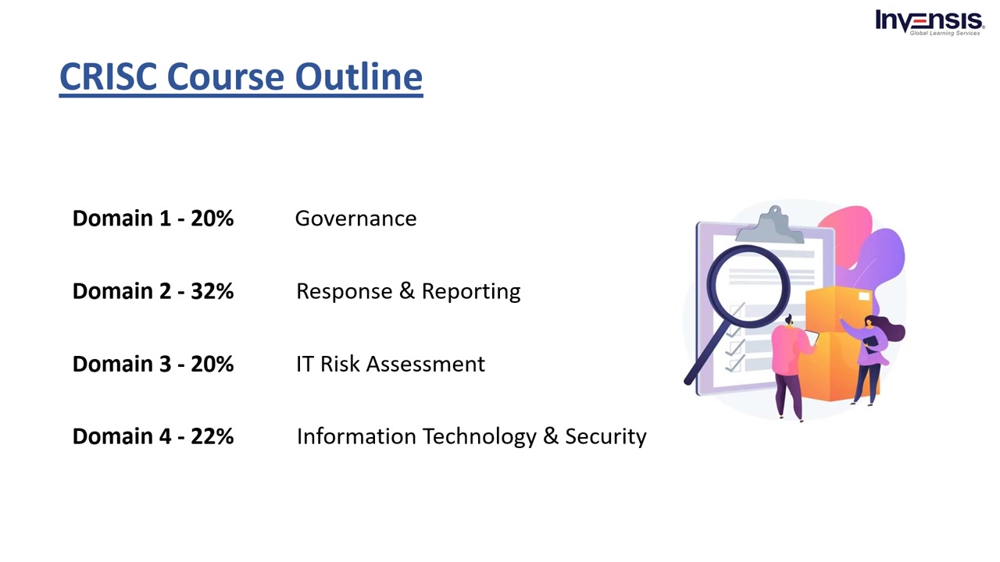 Invensis
Global Learning Services
CRISC Course Outline
Domain 1 - 20% Governance
Domain 2 - 32% Response & Reporting
Domain 3 - 20% IT Risk Assessment
Domain 4 - 22% Information Technology & Security